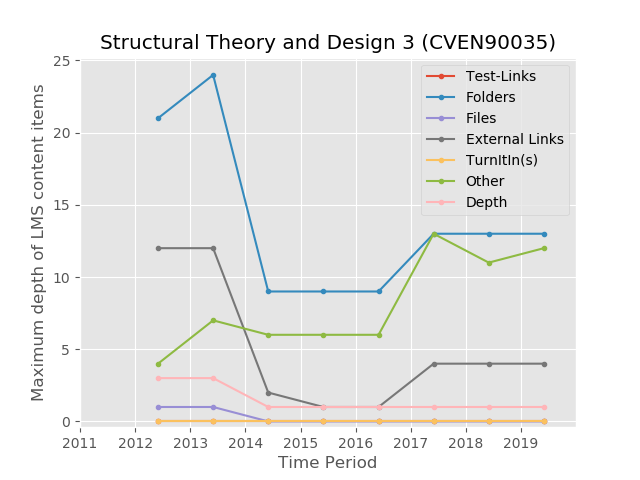 Structural Theory and Design 3 (CVEN90035)
Maximum depth of LMS content items
25
20
15
10
5
0
Test-Links
Folders
Files
External Links
TurnItIn(s)
Other
Depth
2011 2012 2013 2014 2015 2016 2017 2018 2019
Time Period